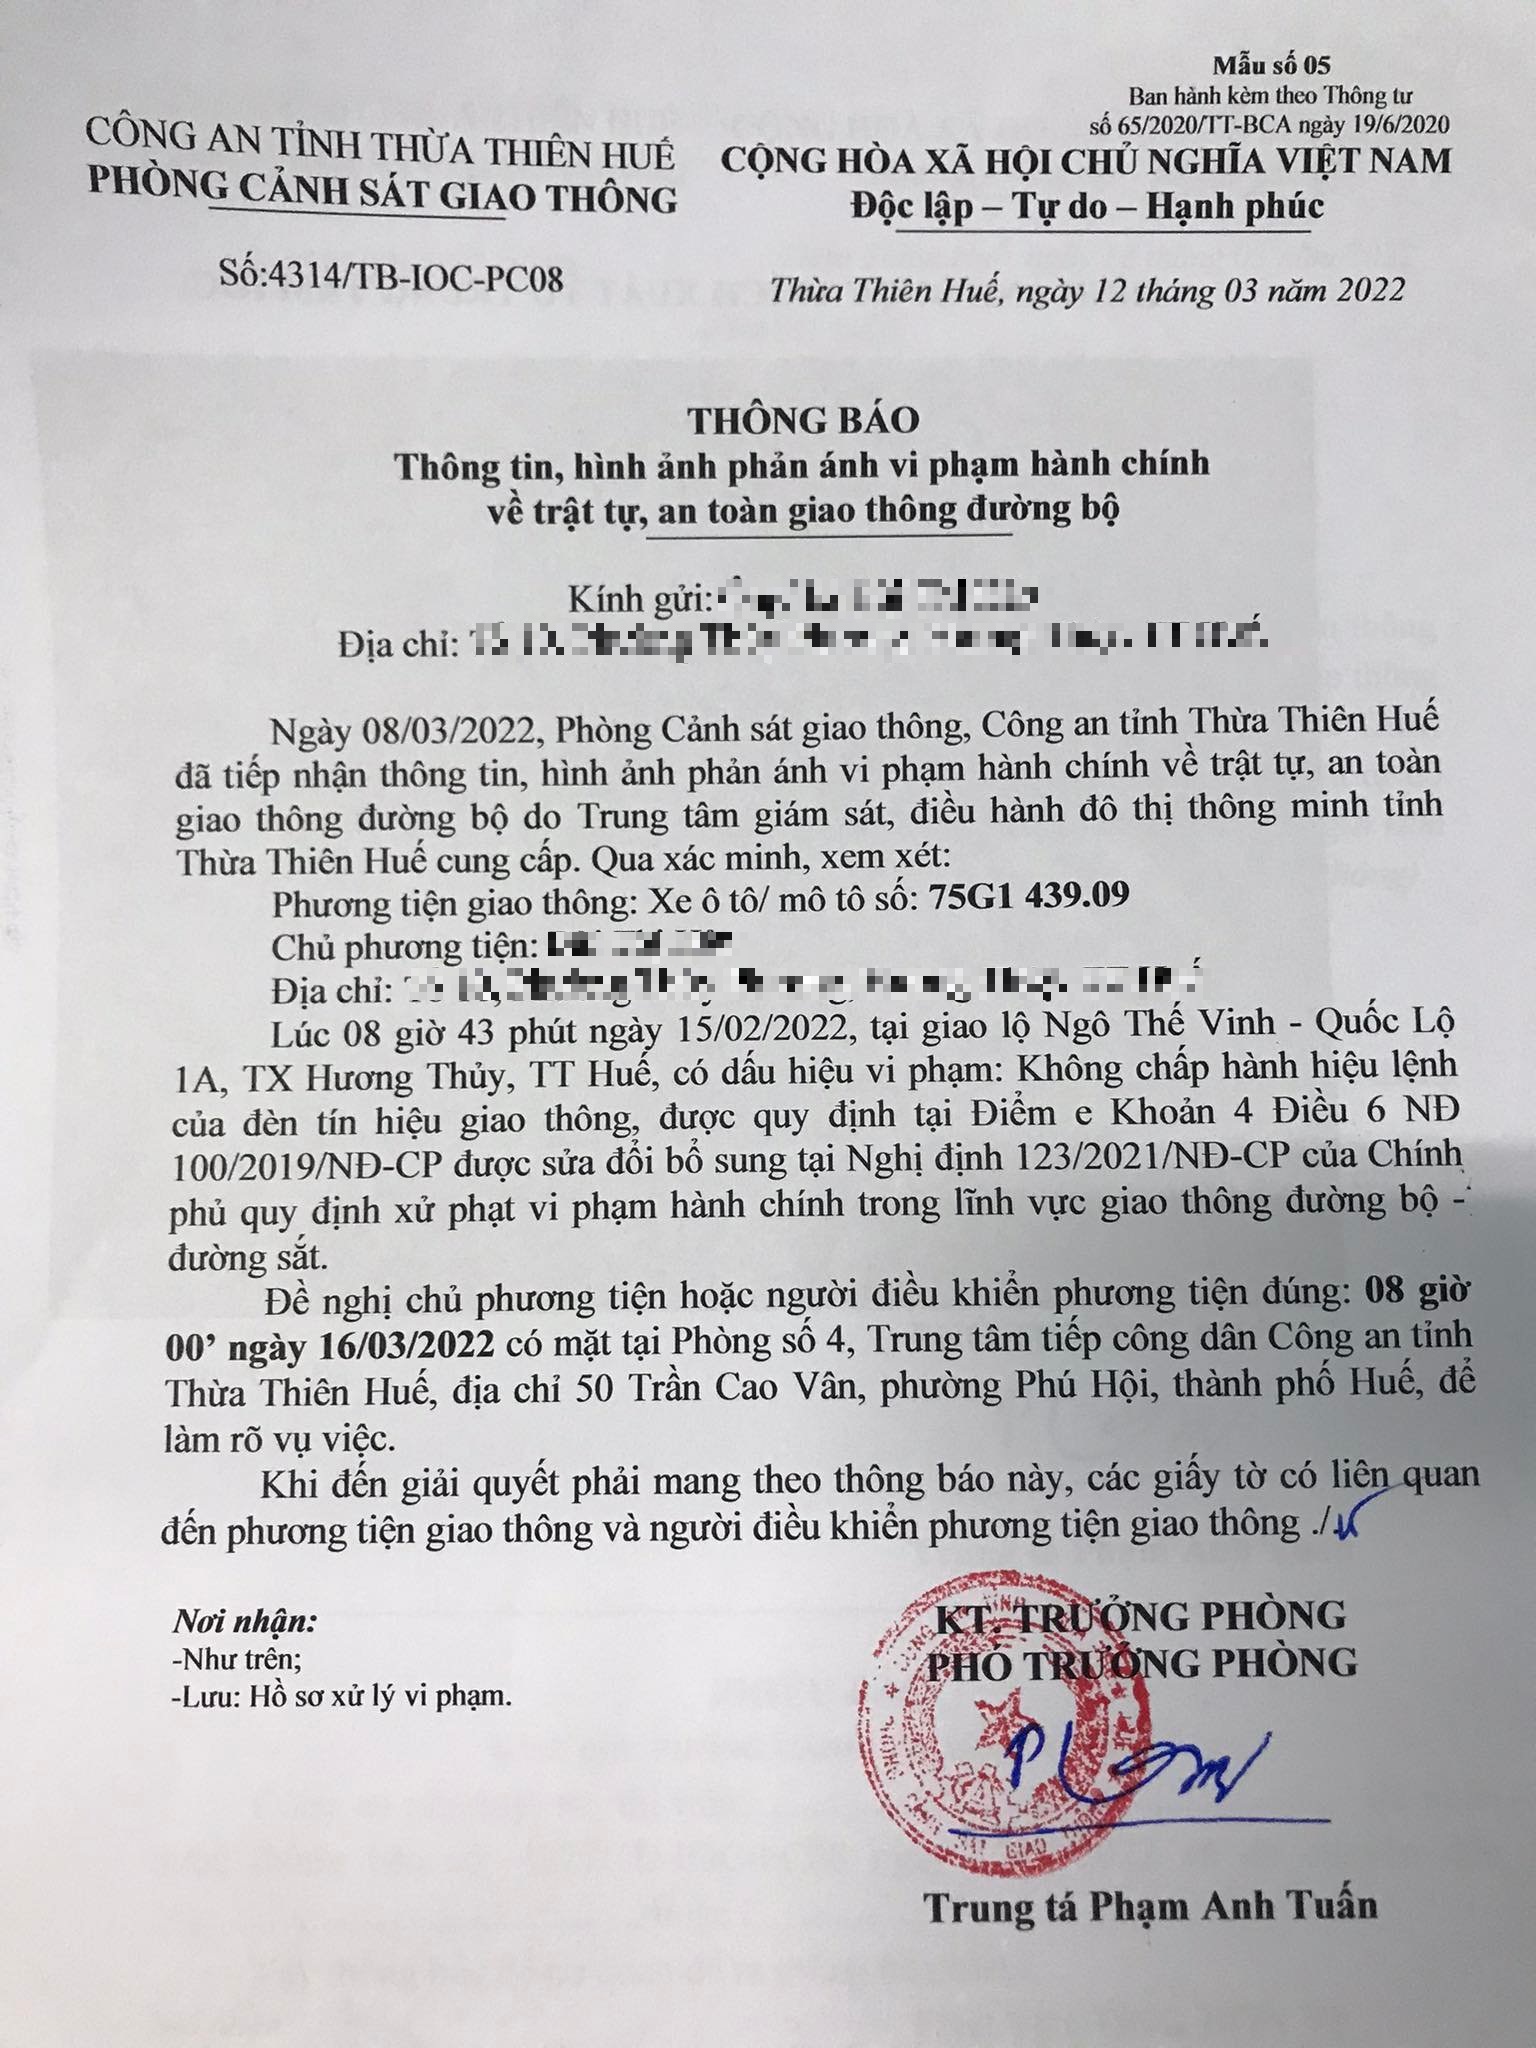 Mẫu số 05
Ban hành kèm theo Thông tư
số 65/2020/TT-BCA ngày 19/6/2020
CÔNG AN TỈNH THỪA THIÊN HUẾ
PHÒNG CẢNH SÁT GIAO THÔNG
CỘNG HÒA XÃ HỘI CHỦ NGHĨA VIỆT NAM
Độc lập – Tự do – Hạnh phúc
Số:4314/TB-IOC-PC08
Thừa Thiên Huế, ngày 12 tháng 03 năm 2022
THÔNG BÁO
Thông tin, hình ảnh phản ánh vi phạm hành chính
về trật tự, an toàn giao thông đường bộ
Kính gửi:
Địa chỉ:
Ngày 08/03/2022, Phòng Cảnh sát giao thông, Công an tỉnh Thừa Thiên Huế
đã tiếp nhận thông tin, hình ảnh phản ánh vi phạm hành chính về trật tự, an toàn
giao thông đường bộ do Trung tâm giám sát, điều hành đô thị thông minh tỉnh
Thừa Thiên Huế cung cấp. Qua xác minh, xem xét:
Phương tiện giao thông: Xe ô tô/ mô tô số: 75G1 439.09
Chủ phương tiện:
Địa chỉ:
Lúc 08 giờ 43 phút ngày 15/02/2022, tại giao lộ Ngô Thế Vinh - Quốc Lộ
1A, TX Hương Thủy, TT Huế, có dấu hiệu vi phạm: Không chấp hành hiệu lệnh
của đèn tín hiệu giao thông, được quy định tại Điểm e Khoản 4 Điều 6 NĐ
100/2019/NĐ-CP được sửa đổi bổ sung tại Nghị định 123/2021/NĐ-CP của Chính
phủ quy định xử phạt vi phạm hành chính trong lĩnh vực giao thông đường bộ -
đường sắt.
Đề nghị chủ phương tiện hoặc người điều khiển phương tiện đúng: 08 giờ
00’ ngày 16/03/2022 có mặt tại Phòng số 4, Trung tâm tiếp công dân Công an tỉnh
Thừa Thiên Huế, địa chỉ 50 Trần Cao Vân, phường Phú Hội, thành phố Huế, để
làm rõ vụ việc.
Khi đến giải quyết phải mang theo thông báo này, các giấy tờ có liên quan
đến phương tiện giao thông và người điều khiển phương tiện giao thông ./
Nơi nhận:
-Như trên;
-Lưu: Hồ sơ xử lý vi phạm.
KT. TRƯỞNG PHÒNG
PHÓ TRƯỞNG PHÒNG
Trung tá Phạm Anh Tuấn